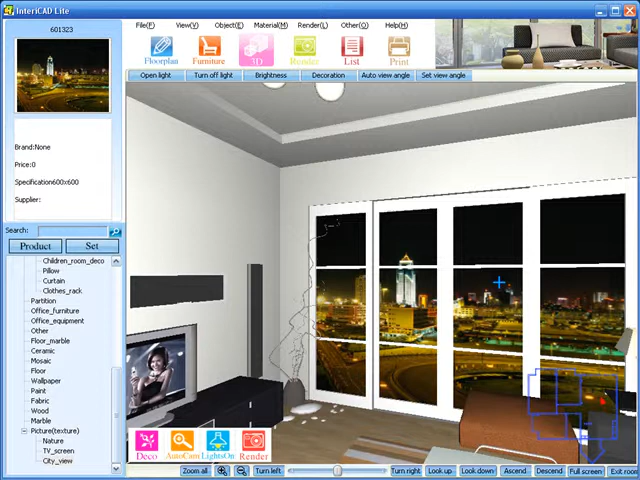 InteriCAD Lite
601323
File(F) View(V) Object(E) Material(M) Render(L) Other(O) Help(H)
Floorplan Furniture 3D Render List Print
Open light Turn off light Brightness Decoration Auto view angle Set view angle
Brand:None
Price:0
Specification600x600
Supplier:
Search:
Product Set
Children_room_deco
Pillow
Curtain
Clothes_rack
Partition
Office_furniture
Office_equipment
Other
Floor_marble
Ceramic
Mosaic
Floor
Wallpaper
Paint
Fabric
Wood
Marble
Picture(texture)
Nature
TV_screen
City_view
Deco AutoCam LightsOn Render
Zoom all Turn left Turn right Look up Look down Ascend Descend Full screen Exit room